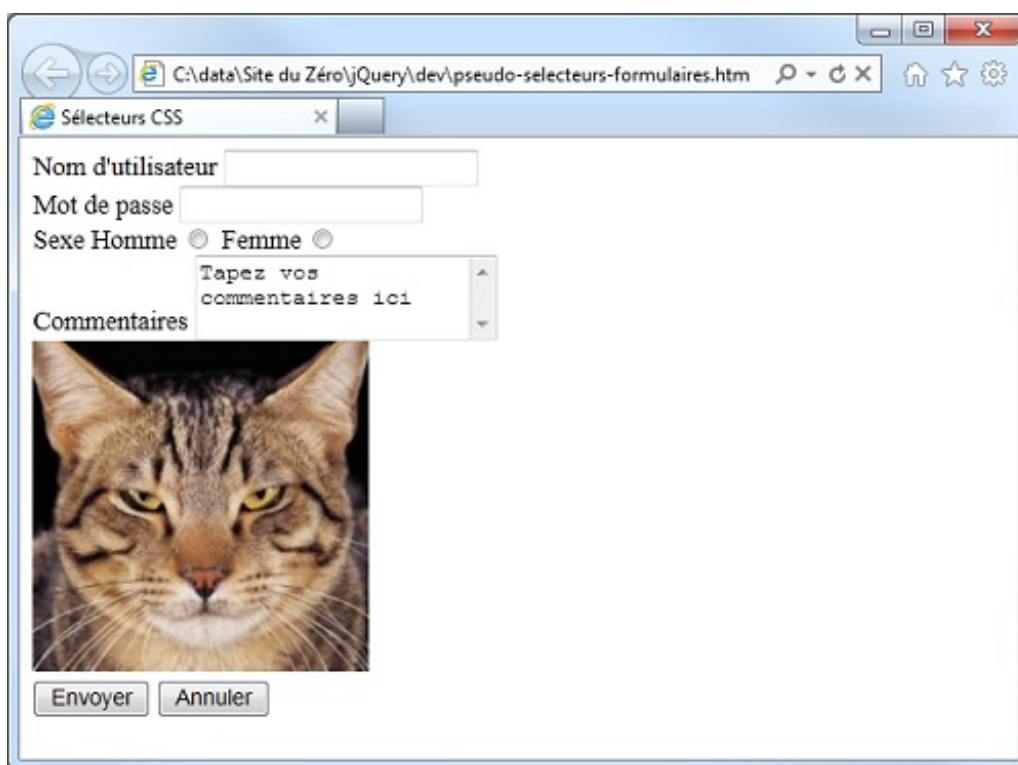 C:\data\Site du Zéro\jQuery\dev\pseudo-selecteurs-formulaires.htm
Sélecteurs CSS
Nom d'utilisateur
Mot de passe
Sexe Homme Femme
Tapez vos
commentaires ici
Commentaires
Envoyer Annuler